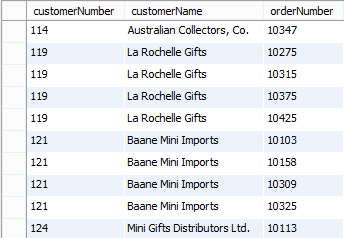 customerNumber customerName orderNumber
114 Australian Collectors, Co. 10347
119 La Rochelle Gifts 10275
119 La Rochelle Gifts 10315
119 La Rochelle Gifts 10375
119 La Rochelle Gifts 10425
121 Baane Mini Imports 10103
121 Baane Mini Imports 10158
121 Baane Mini Imports 10309
121 Baane Mini Imports 10325
124 Mini Gifts Distributors Ltd. 10113